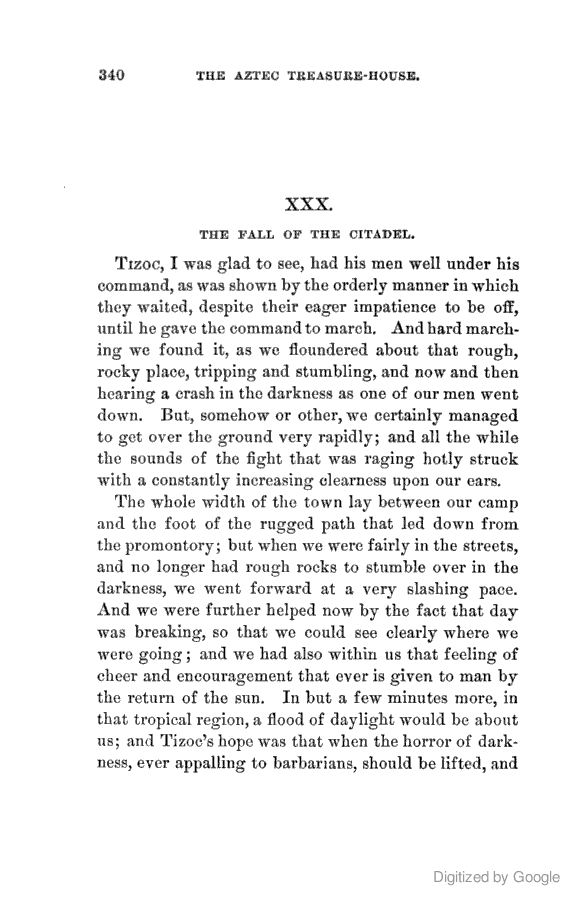 340 THE AZTEC TREASURE-HOUSE.
XXX.
THE FALL OF THE CITADEL.
TIZOC, I was glad to see, had his men well under his
command, as was shown by the orderly manner in which
they waited, despite their eager impatience to be off,
until he gave the command to march. And hard march-
ing we found it, as we floundered about that rough,
rocky place, tripping and stumbling, and now and then
hearing a crash in the darkness as one of our men went
down. But, somehow or other, we certainly managed
to get over the ground very rapidly; and all the while
the sounds of the fight that was raging hotly struck
with a constantly increasing clearness upon our ears.
The whole width of the town lay between our camp
and the foot of the rugged path that led down from
the promontory; but when we were fairly in the streets,
and no longer had rough rocks to stumble over in the
darkness, we went forward at a very slashing pace.
And we were further helped now by the fact that day
was breaking, so that we could see clearly where we
were going; and we had also within us that feeling of
cheer and encouragement that ever is given to man by
the return of the sun. In but a few minutes more, in
that tropical region, a flood of daylight would be about
us; and Tizoc's hope was that when the horror of dark-
ness, ever appalling to barbarians, should be lifted, and
Digitized by Google